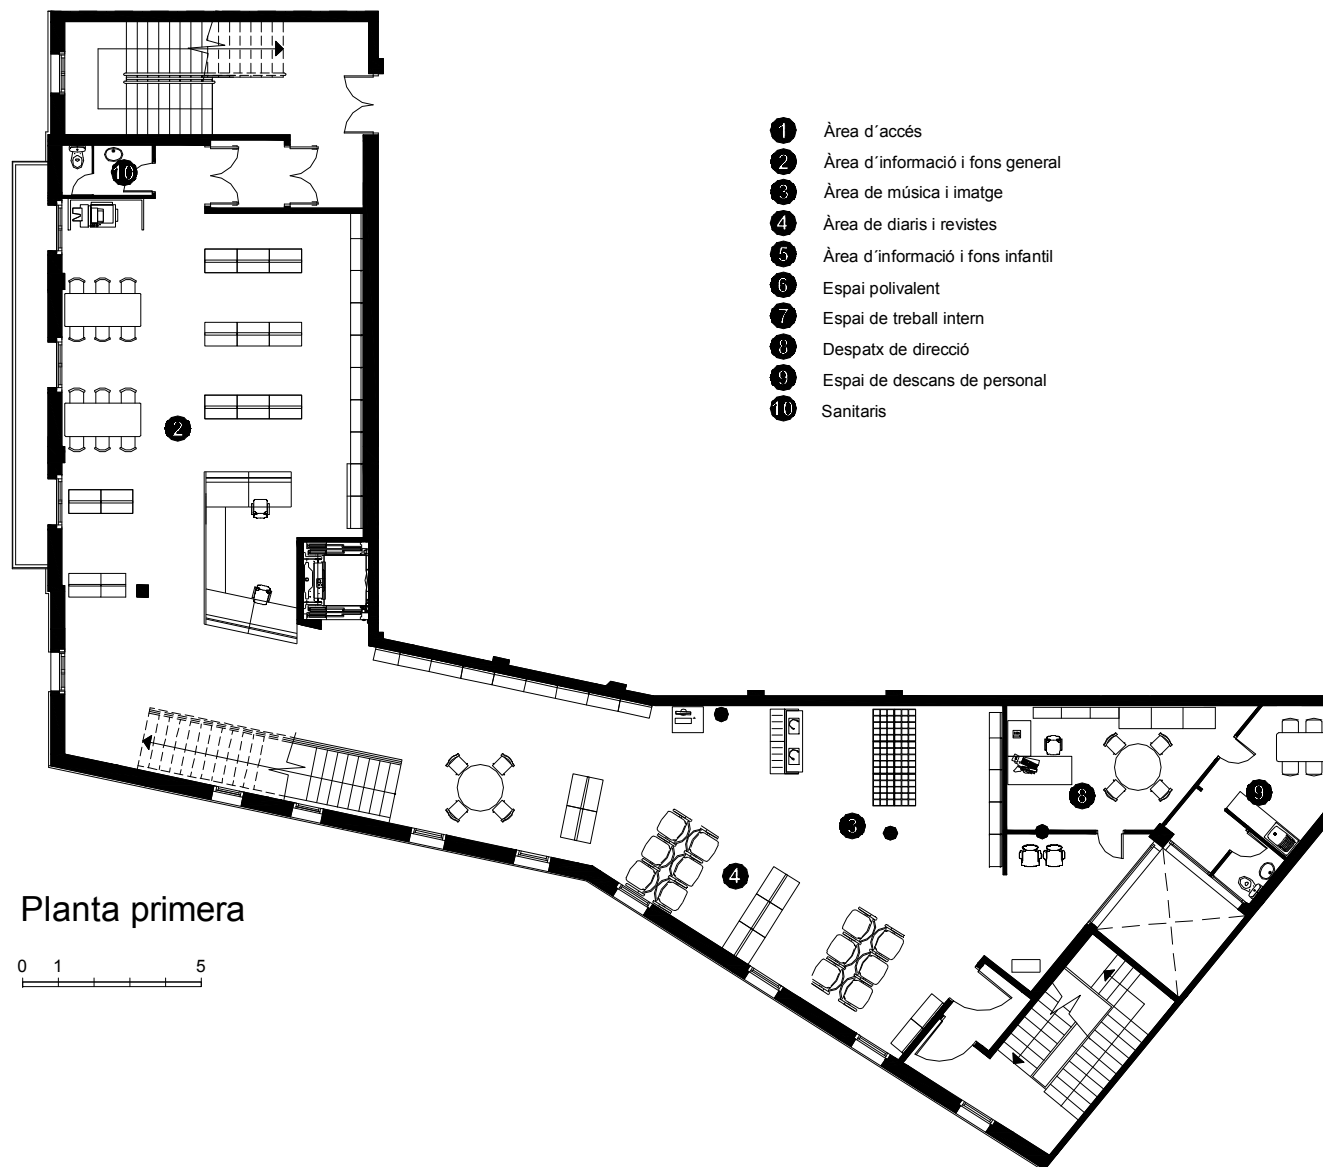 1 Àrea d´accés
2 Àrea d´informació i fons general
3 Àrea de música i imatge
4 Àrea de diaris i revistes
5 Àrea d´informació i fons infantil
6 Espai polivalent
7 Espai de treball intern
8 Despatx de direcció
9 Espai de descans de personal
10 Sanitaris
10
2
3
8
9
4
Planta primera
0 1 5